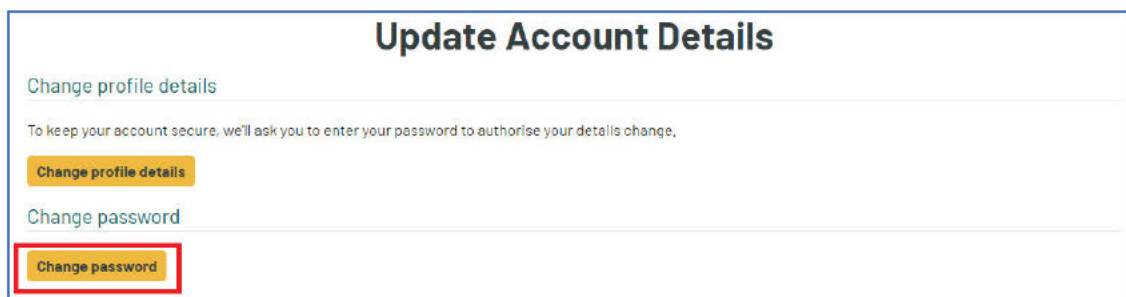 Update Account Details
Change profile details
To keep your account secure, we'll ask you to enter your password to authorise your details change.
Change profile details
Change password
Change password